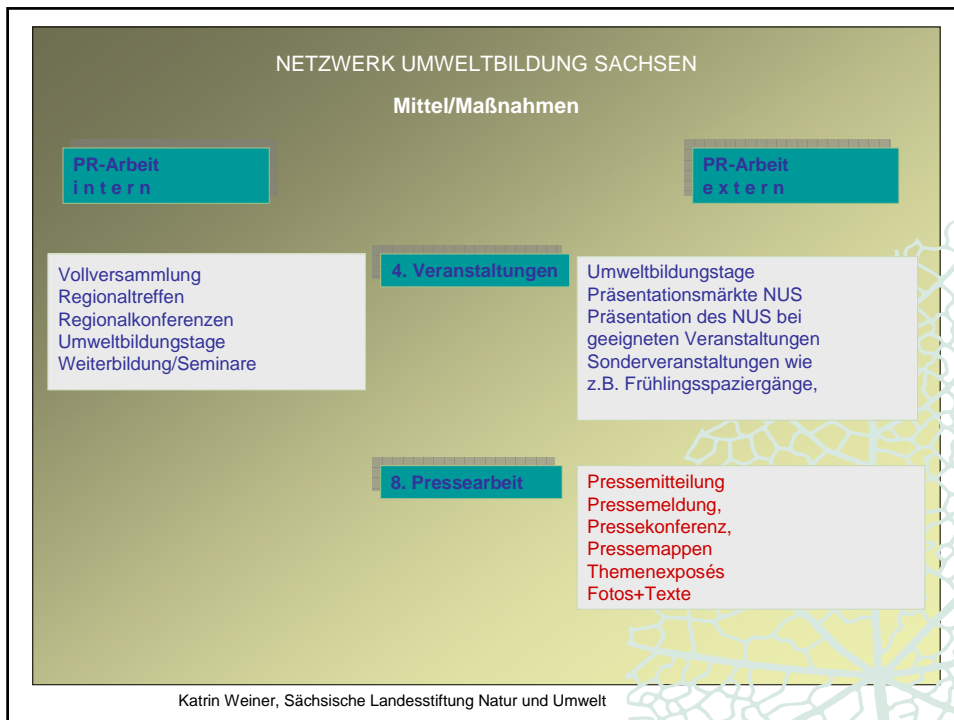 NETZWERK UMWELTBILDUNG SACHSEN
Mittel/Maßnahmen
PR-Arbeit
i n t e r n
PR-Arbeit
e x t e r n
Vollversammlung
Regionaltreffen
Regionalkonferenzen
Umweltbildungstage
Weiterbildung/Seminare
4. Veranstaltungen
Umweltbildungstage
Präsentationsmärkte NUS
Präsentation des NUS bei
geeigneten Veranstaltungen
Sonderveranstaltungen wie
z.B. Frühlingsspaziergänge,
8. Pressearbeit
Pressemitteilung
Pressemeldung,
Pressekonferenz,
Pressemappen
Themenexposés
Fotos+Texte
Katrin Weiner, Sächsische Landesstiftung Natur und Umwelt